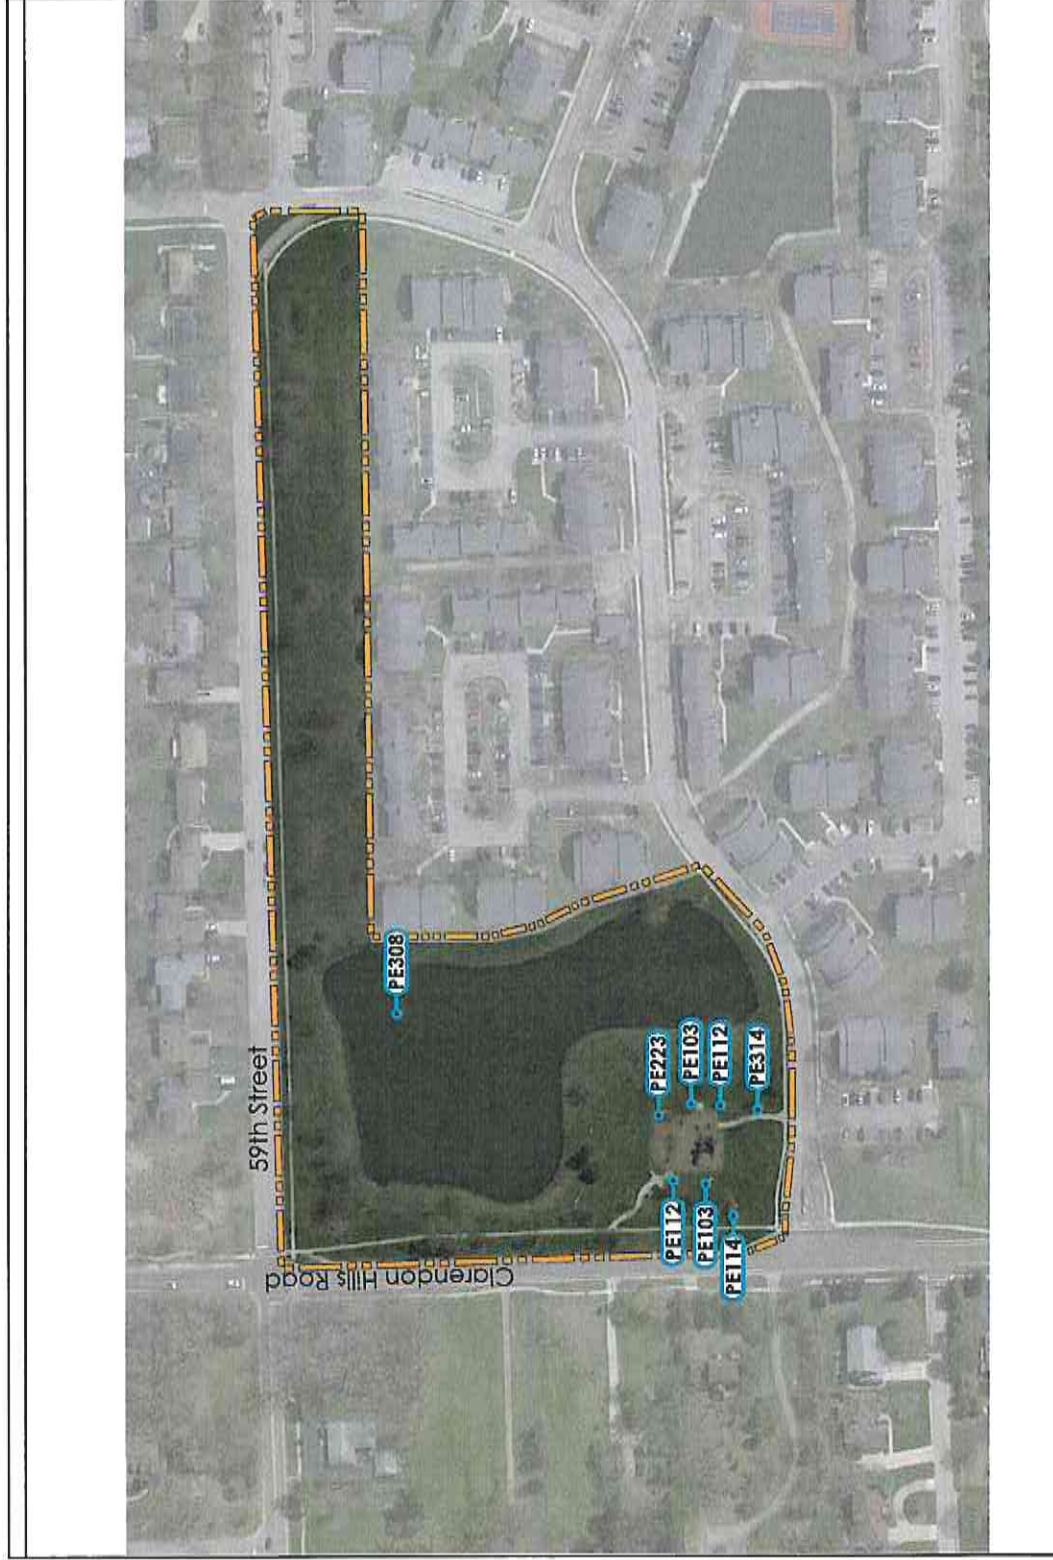 59th Street
Clarendon Hills Road
PE308
PE223
PE103
PE112
PE314
PE112
PE103
PE114